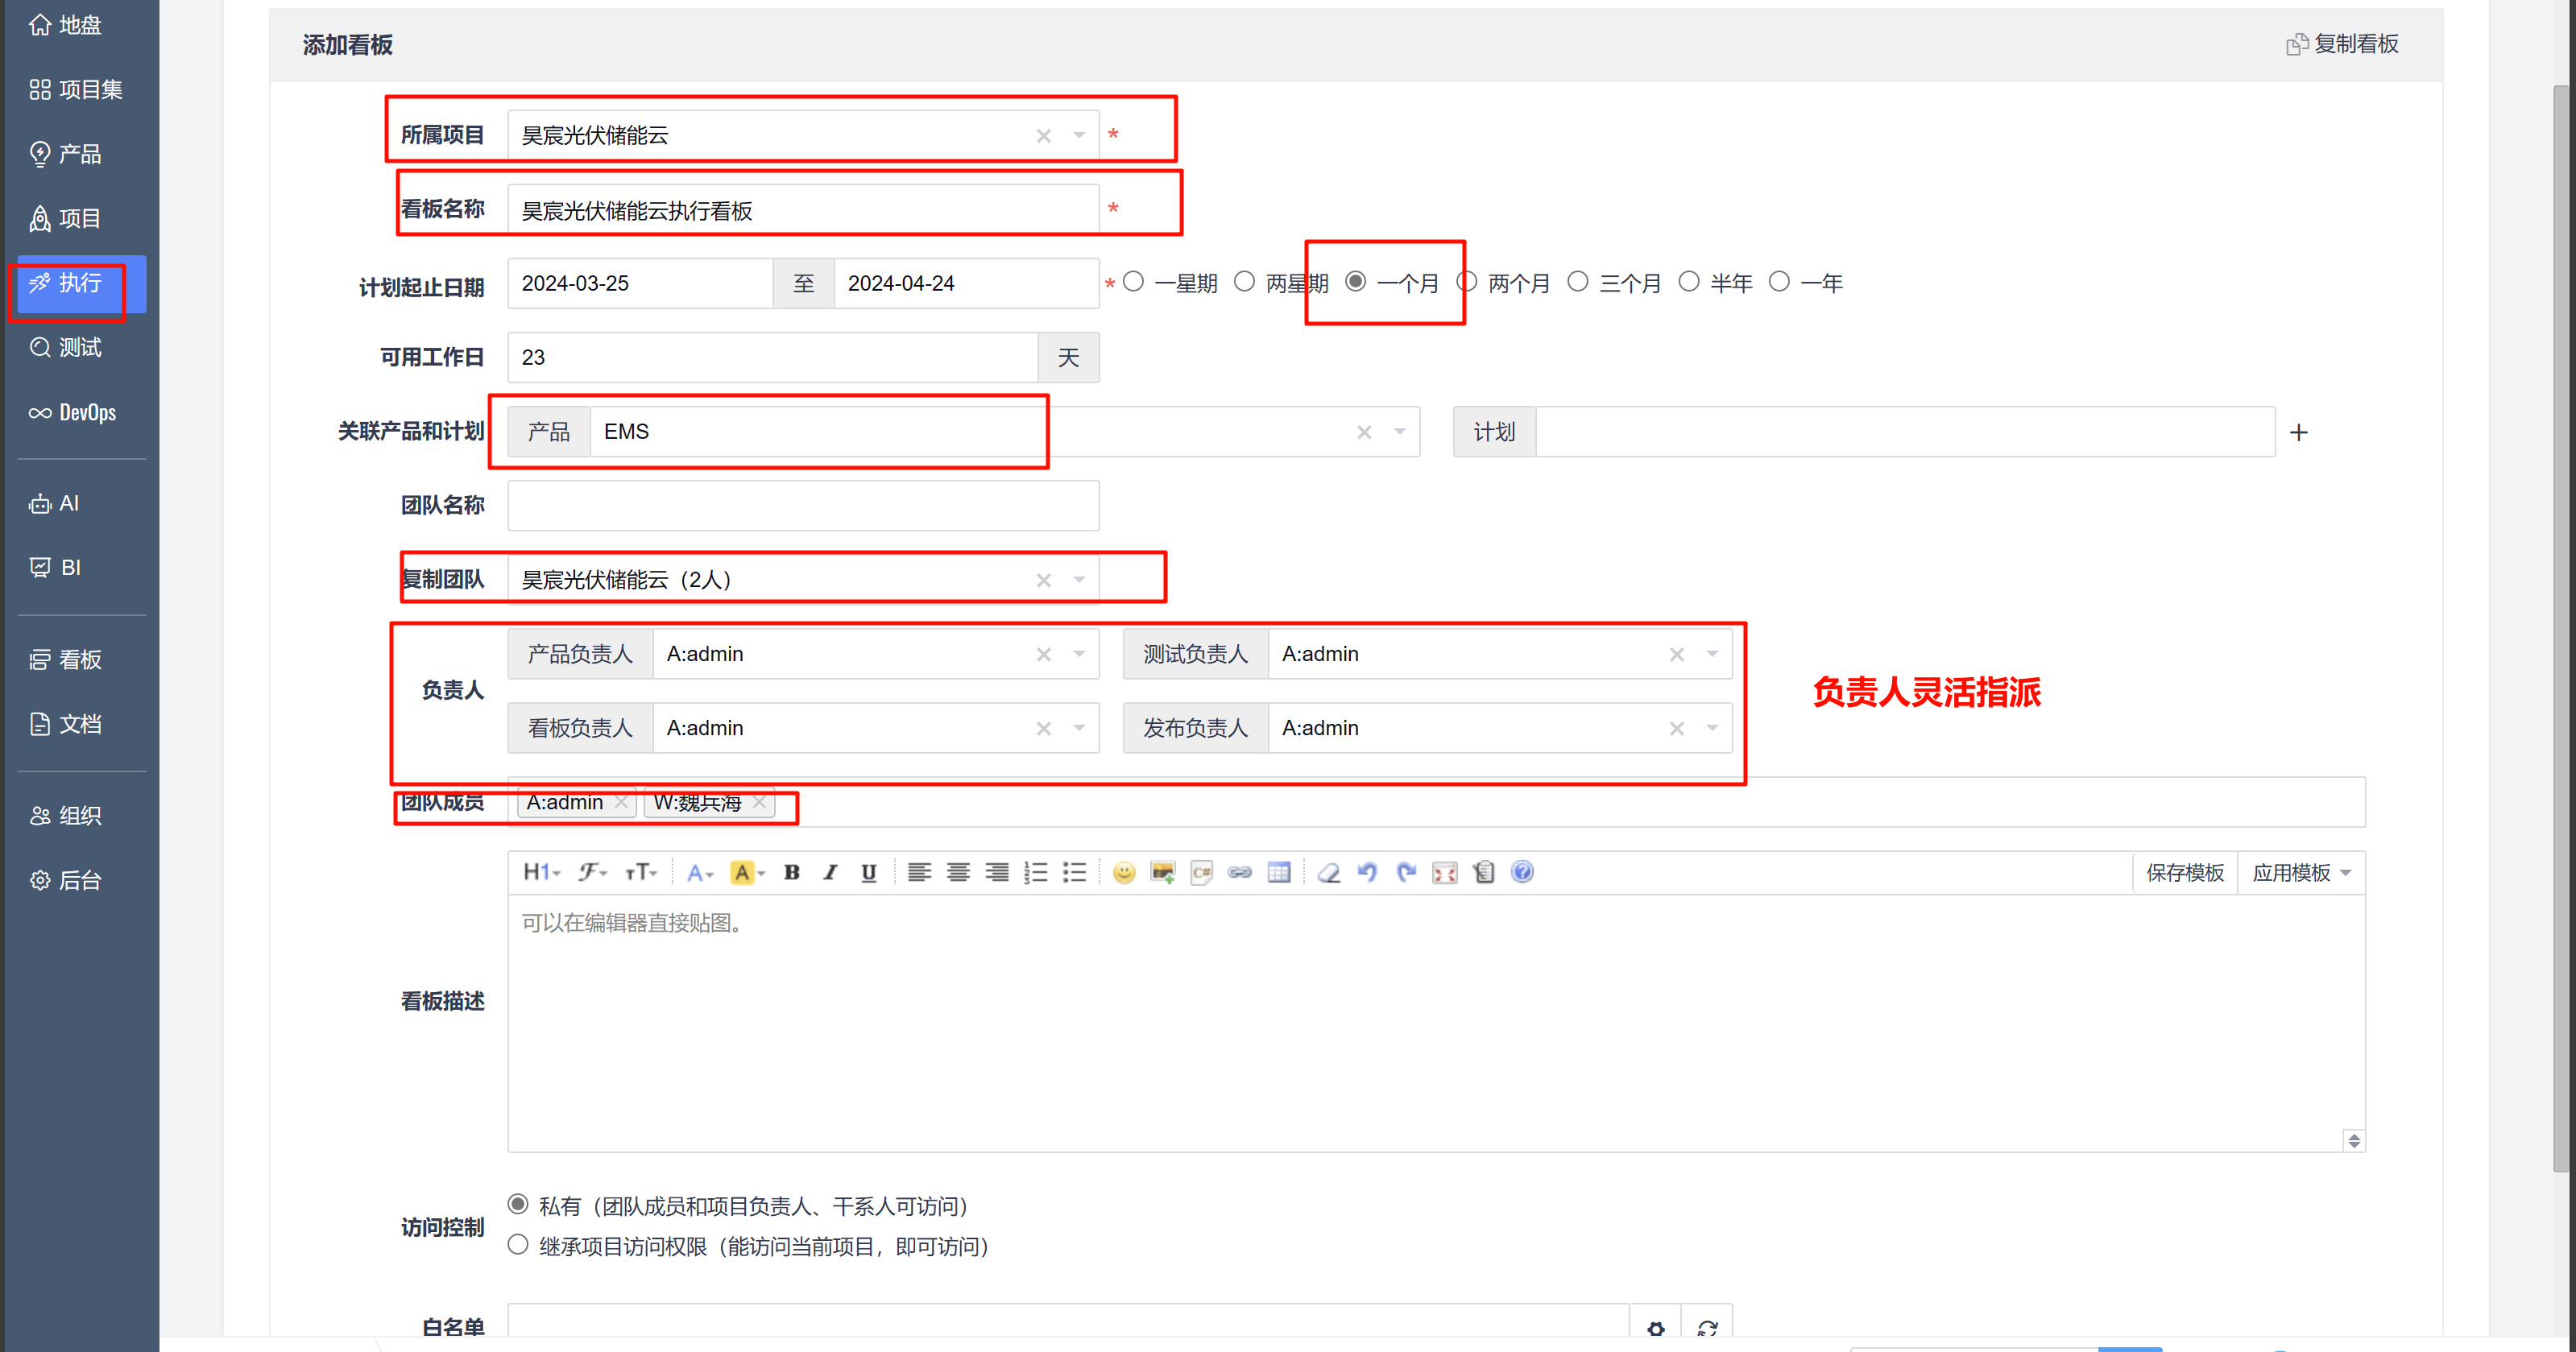 地盘
项目集
产品
项目
执行
测试
DevOps
AI
BI
看板
文档
组织
后台
添加看板
复制看板
所属项目 昊宸光伏储能云 *
看板名称 昊宸光伏储能云执行看板 *
计划起止日期 2024-03-25 至 2024-04-24 * 一星期 两星期 一个月 两个月 三个月 半年 一年
可用工作日 23 天
关联产品和计划 产品 EMS 计划
团队名称
复制团队 昊宸光伏储能云（2人）
负责人 产品负责人 A:admin 测试负责人 A:admin
看板负责人 A:admin 发布负责人 A:admin
负责人灵活指派
团队成员 A:admin W:魏兵海
H1 F TT A A B I U C# 保存模板 应用模板
可以在编辑器直接贴图。
看板描述
访问控制 私有（团队成员和项目负责人、干系人可访问）
继承项目访问权限（能访问当前项目，即可访问）
白名单